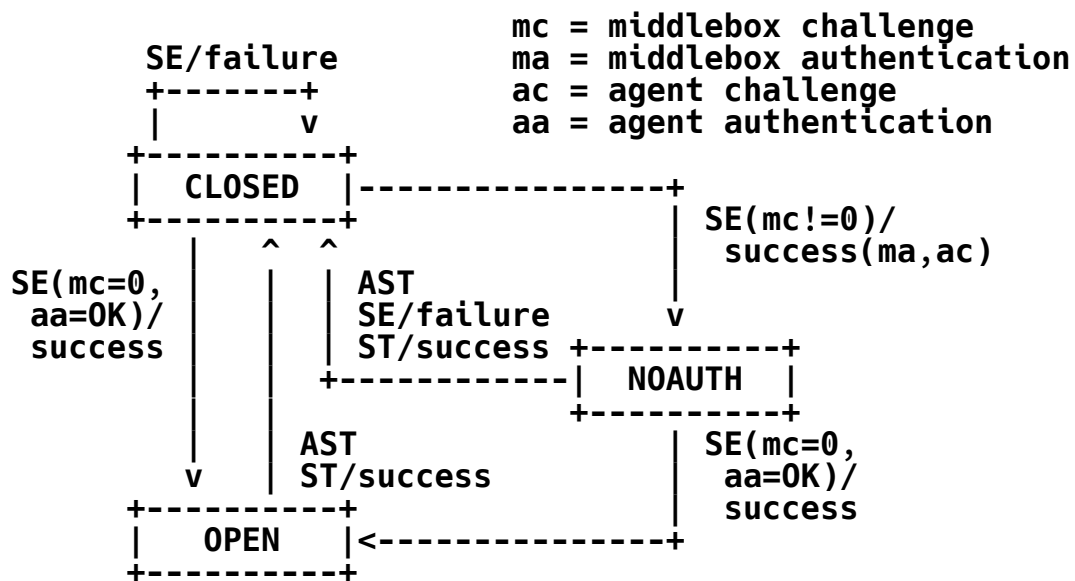 mc = middlebox challenge
        SE/failure         ma = middlebox authentication
        +-------+          ac = agent challenge
        |       v          aa = agent authentication
       +----------+
       |  CLOSED  |----------------+
       +----------+                | SE(mc!=0)/
          |   ^  ^                 |  success(ma,ac)
SE(mc=0,  |   |  | AST             |
 aa=OK)/  |   |  | SE/failure      v
 success  |   |  | ST/success +----------+
          |   |  +------------|  NOAUTH  |
          |   |               +----------+
          |   | AST                | SE(mc=0,
          v   | ST/success         |  aa=OK)/
       +----------+                |  success
       |   OPEN   |<---------------+
       +----------+